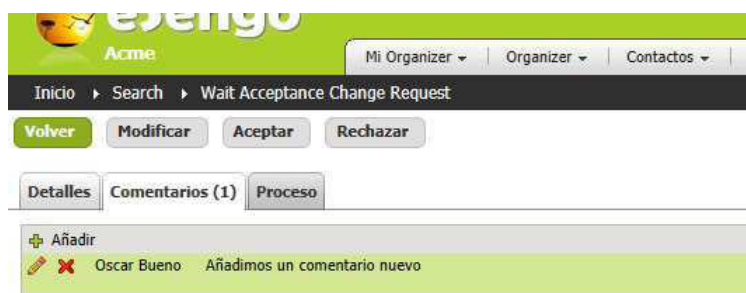 eJengo
Acme
Mi Organizer Organizer Contactos
Inicio Search Wait Acceptance Change Request
Volver Modificar Aceptar Rechazar
Detalles Comentarios (1) Proceso
Añadir
Oscar Bueno Añadimos un comentario nuevo